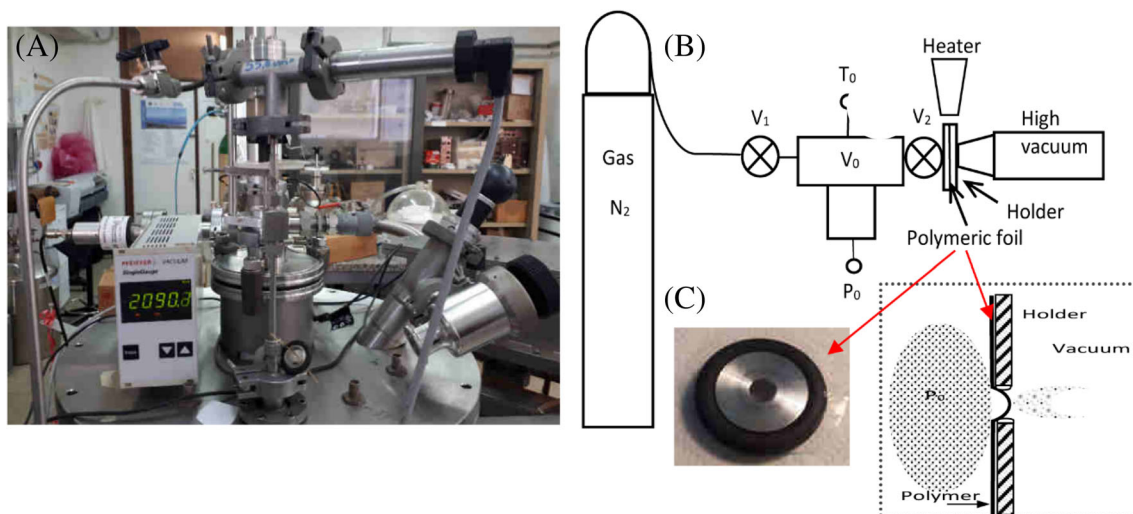 (A)
PFEIFFER VACUUM
SingleGauge
2090.8
(B)
Gas
N2
V1
T0
V0
P0
V2
Heater
High
vacuum
Holder
Polymeric foil
(C)
Holder
Vacuum
P0
Polymer